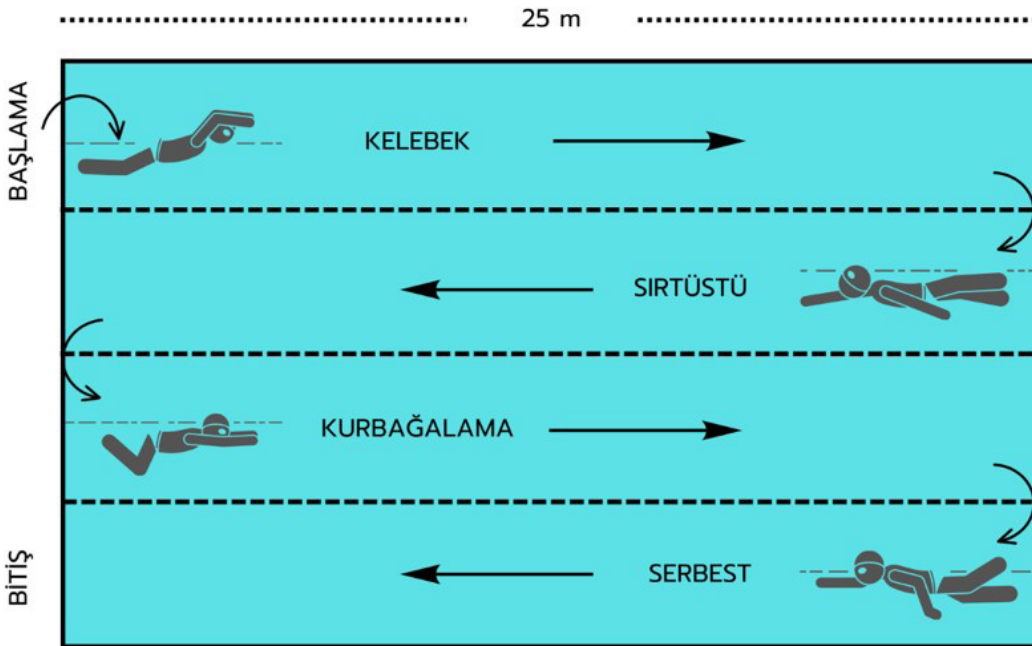 25 m
BAŞLAMA
KELEBEK
SIRTÜSTÜ
KURBAĞALAMA
BİTİŞ
SERBEST